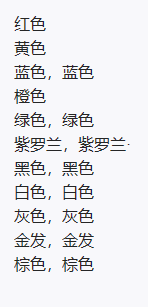 红色
黄色
蓝色，蓝色
橙色
绿色，绿色
紫罗兰，紫罗兰·
黑色，黑色
白色，白色
灰色，灰色
金发，金发
棕色，棕色